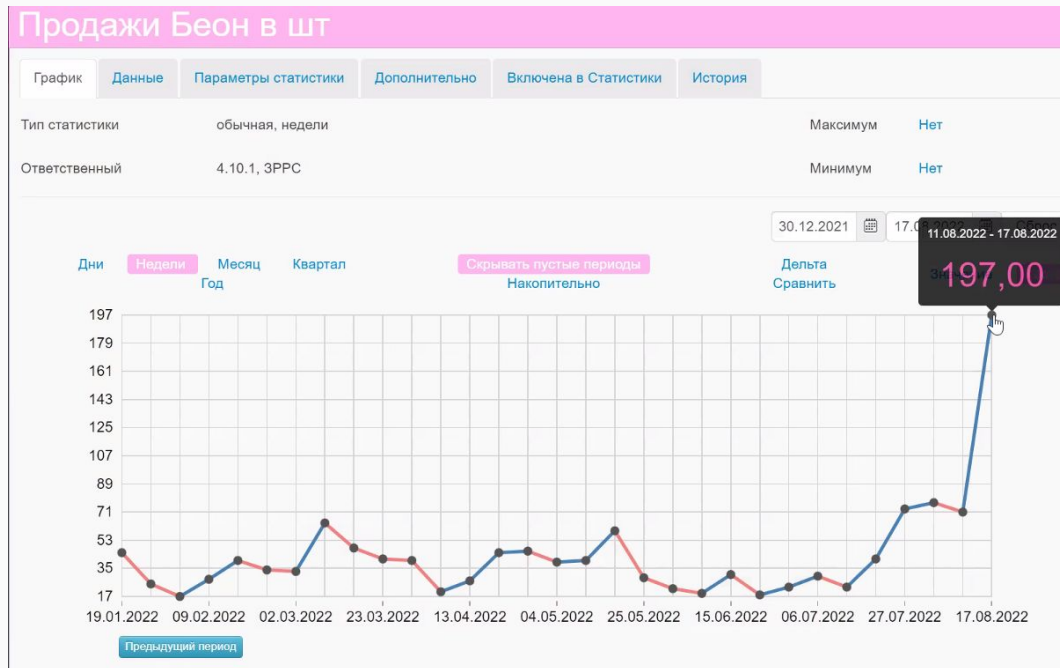 Продажи Беон в шт
График Данные Параметры статистики Дополнительно Включена в Статистики История
Тип статистики обычная, недели Максимум Нет
Ответственный 4.10.1, ЗРРС Минимум Нет
30.12.2021 17.0
11.08.2022 - 17.08.2022
197,00
Дни Недели Месяц Квартал Скрывать пустые периоды Дельта
Год Накопительно Сравнить
197
179
161
143
125
107
89
71
53
35
17
19.01.2022 09.02.2022 02.03.2022 23.03.2022 13.04.2022 04.05.2022 25.05.2022 15.06.2022 06.07.2022 27.07.2022 17.08.2022
Предыдущий период